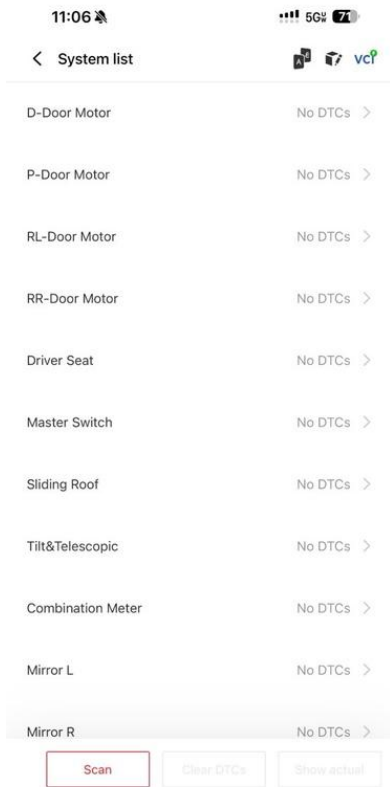 11:06
5G 71
System list
VCI
D-Door Motor No DTCs
P-Door Motor No DTCs
RL-Door Motor No DTCs
RR-Door Motor No DTCs
Driver Seat No DTCs
Master Switch No DTCs
Sliding Roof No DTCs
Tilt&Telescopic No DTCs
Combination Meter No DTCs
Mirror L No DTCs
Mirror R No DTCs
Scan Clear DTCs Show actual